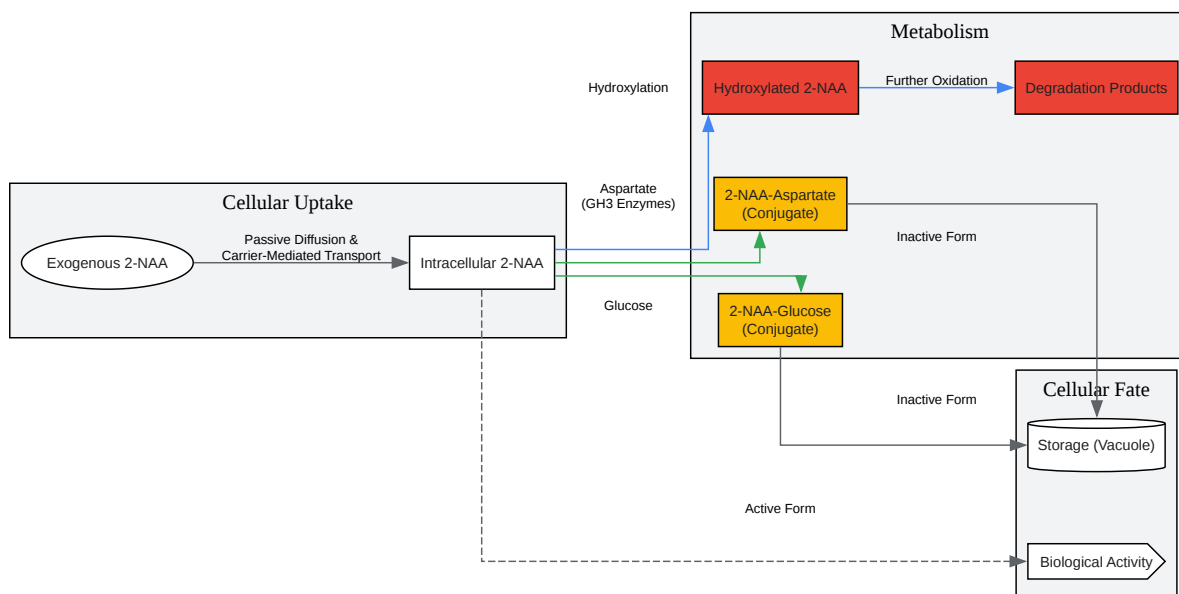 Metabolism
Hydroxylation
Hydroxylated 2-NAA
Further Oxidation
Degradation Products
Cellular Uptake
Aspartate
(GH3 Enzymes)
2-NAA-Aspartate
(Conjugate)
Inactive Form
Passive Diffusion &
Carrier-Mediated Transport
Exogenous 2-NAA
Intracellular 2-NAA
Glucose
2-NAA-Glucose
(Conjugate)
Inactive Form
Cellular Fate
Storage (Vacuole)
Active Form
Biological Activity